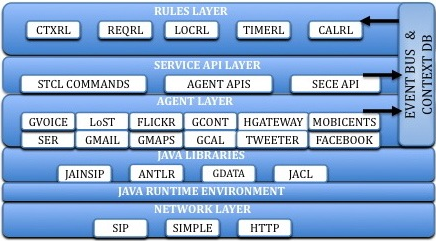 RULES LAYER
CTXRL REQRL LOCRL TIMERL CALRL
SERVICE API LAYER
STCL COMMANDS AGENT APIS SECE API
AGENT LAYER
GVOICE LoST FLICKR GCONT HGATEWAY MOBICENTS
SER GMAIL GMAPS GCAL TWEETER FACEBOOK
JAVA LIBRARIES
JAINSIP ANTLR GDATA JACL
JAVA RUNTIME ENVIRONMENT
NETWORK LAYER
SIP SIMPLE HTTP
EVENT BUS &
CONTEXT DB